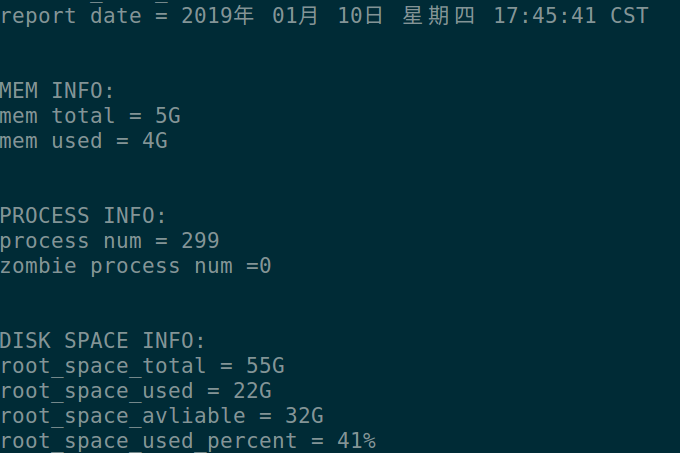 report date = 2019年 01月 10日 星期四 17:45:41 CST
MEM INFO:
mem total = 5G
mem used = 4G
PROCESS INFO:
process num = 299
zombie process num =0
DISK SPACE INFO:
root_space_total = 55G
root_space_used = 22G
root_space_avliable = 32G
root_space_used_percent = 41%